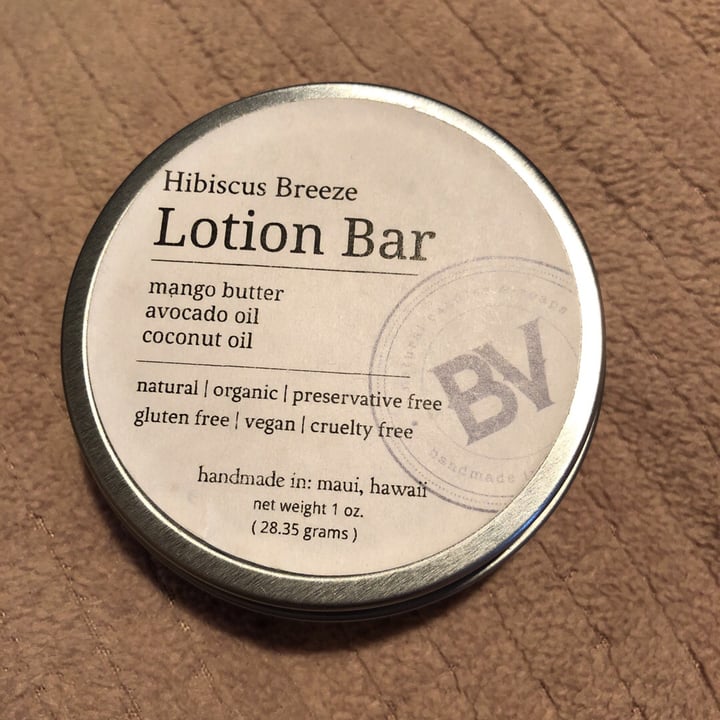 Hibiscus Breeze
Lotion Bar
mango butter
avocado oil
coconut oil
natural | organic | preservative free
gluten free | vegan | cruelty free
handmade in: maui, hawaii
net weight 1 oz.
( 28.35 grams )
BV
handmade